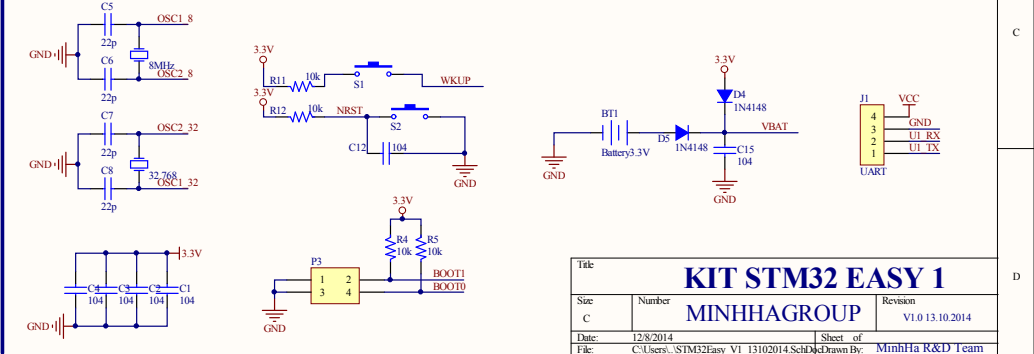 C5
OSC1_8
22p
GND
8MHz
C6
OSC2_8
22p
C7
OSC2_32
22p
GND
32.768
C8
OSC1_32
22p
3.3V
C4
C3
C2
C1
104
104
104
104
GND
3.3V
R11
10k
S1
WKUP
3.3V
R12
10k
NRST
S2
C12
104
GND
3.3V
R4
R5
10k
10k
P3
1
2
3
4
BOOT1
BOOT0
GND
3.3V
D4
1N4148
BT1
D5
VBAT
Battery3.3V
1N4148
C15
104
GND
GND
J1
VCC
4
3
GND
2
U1_RX
1
U1_TX
UART
C
D
Title
KIT STM32 EASY 1
Size
Number
Revision
C
MINHHAGROUP
V1.0 13.10.2014
Date:
12/8/2014
Sheet of
File:
C:\Users\..\STM32Easy_V1_13102014.SchDoc
Drawn By:
MinhHa R&D Team